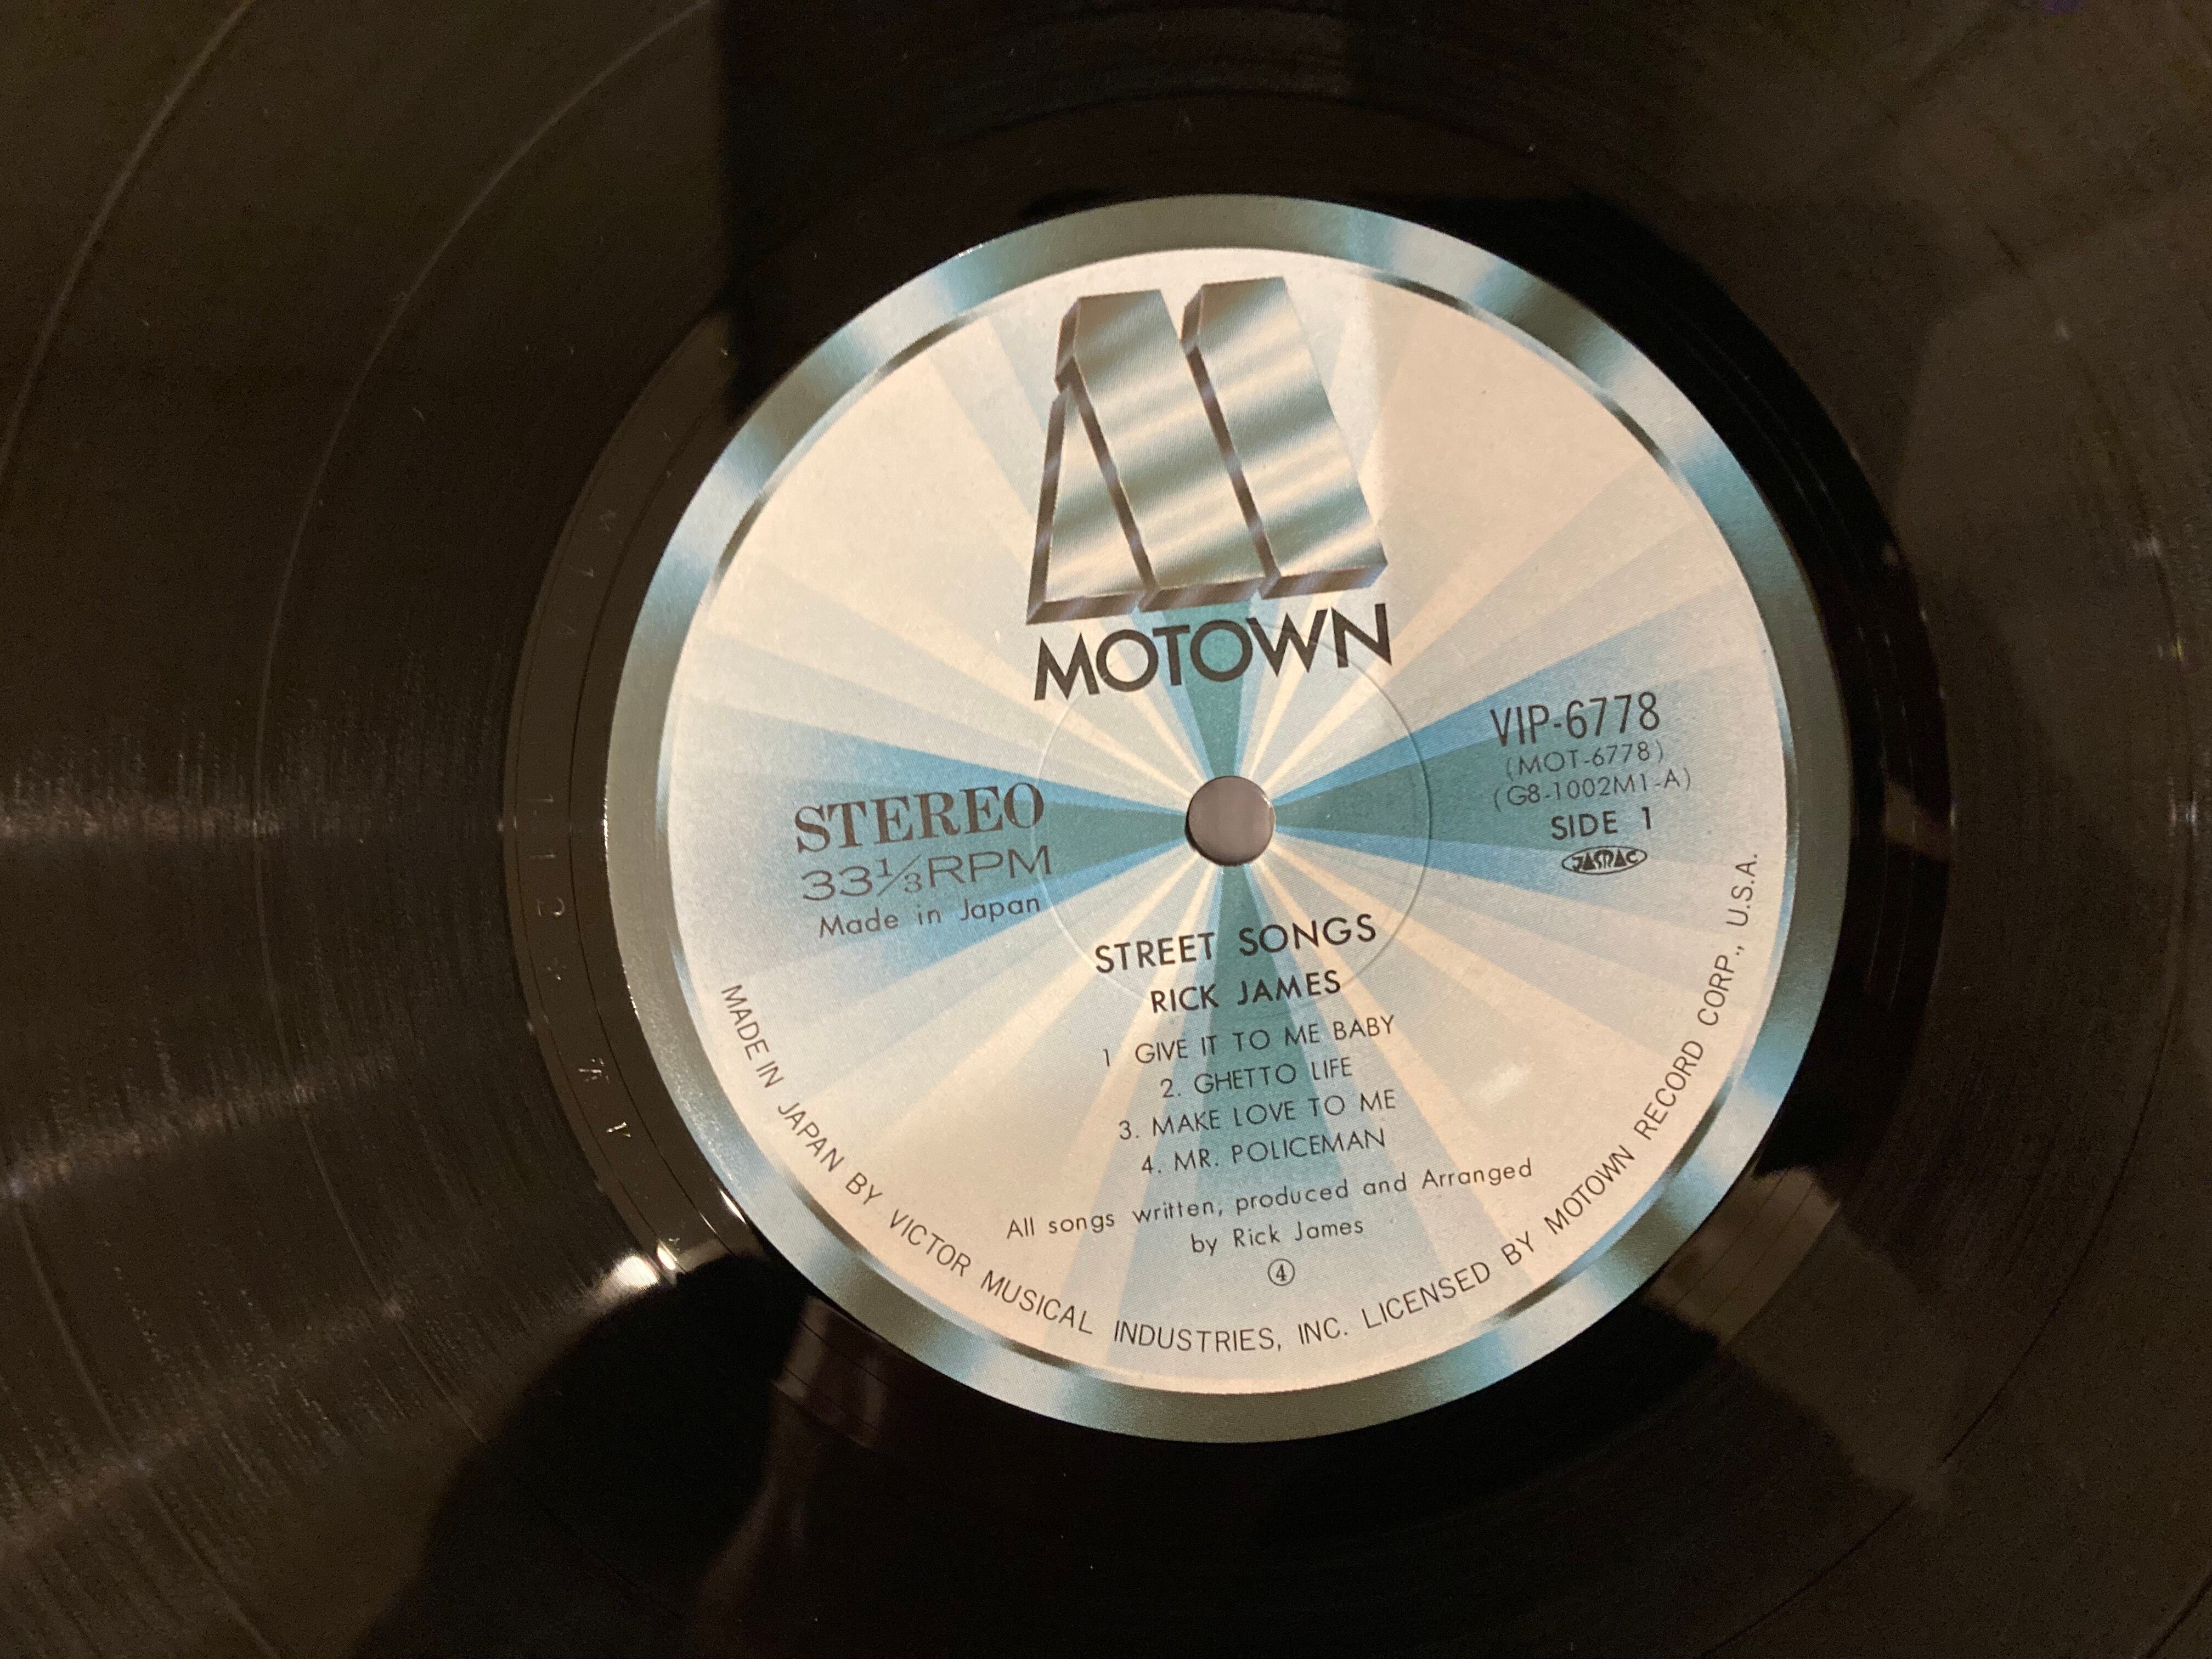 MOTOWN
VIP-6778
(MOT-6778)
(G8-1002M1-A)
SIDE 1
JASRAC
STEREO
33⅓RPM
Made in Japan
STREET SONGS
RICK JAMES
1 GIVE IT TO ME BABY
2. GHETTO LIFE
3. MAKE LOVE TO ME
4. MR. POLICEMAN
All songs written, produced and Arranged
by Rick James
④
MADE IN JAPAN BY VICTOR MUSICAL INDUSTRIES, INC. LICENSED BY MOTOWN RECORD CORP., U.S.A.